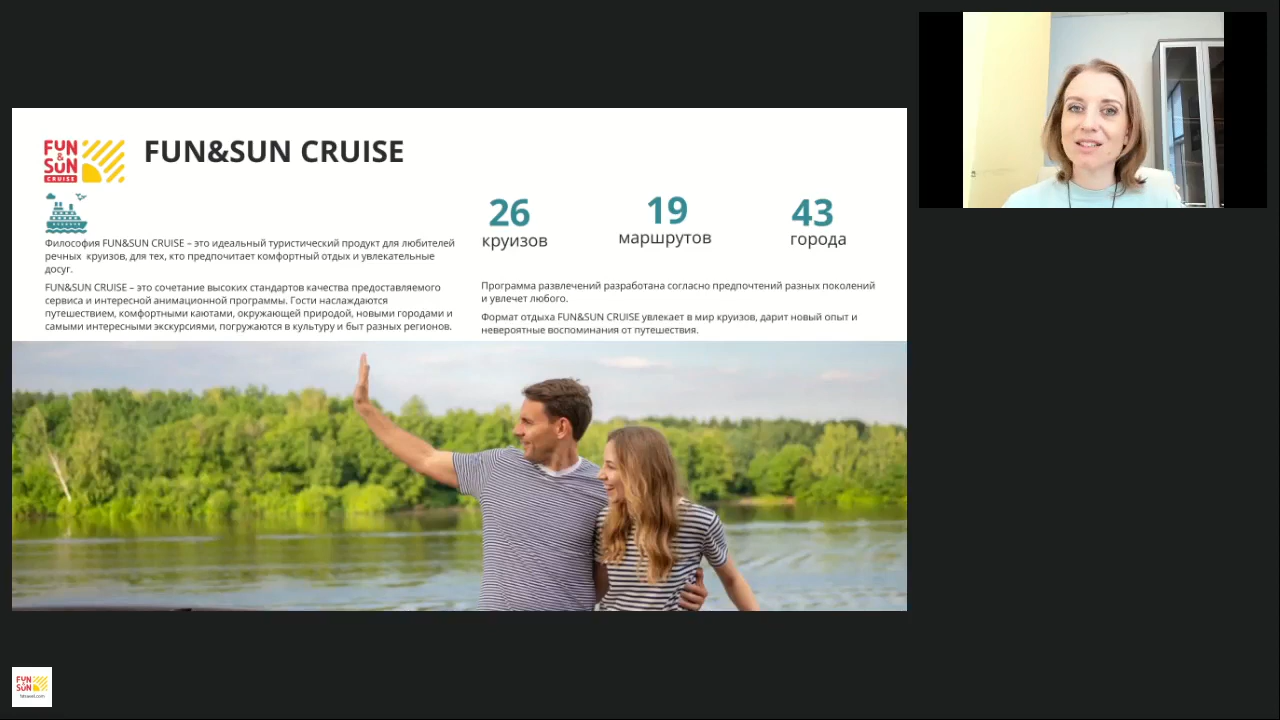 FUN
&
SUN
CRUISE
FUN&SUN CRUISE
Философия FUN&SUN CRUISE – это идеальный туристический продукт для любителей
речных круизов, для тех, кто предпочитает комфортный отдых и увлекательные
досуг.
FUN&SUN CRUISE – это сочетание высоких стандартов качества предоставляемого
сервиса и интересной анимационной программы. Гости наслаждаются
путешествием, комфортными каютами, окружающей природой, новыми городами и
самыми интересными экскурсиями, погружаются в культуру и быт разных регионов.
26
круизов
19
маршрутов
43
города
Программа развлечений разработана согласно предпочтений разных поколений
и увлечет любого.
Формат отдыха FUN&SUN CRUISE увлекает в мир круизов, дарит новый опыт и
невероятные воспоминания от путешествия.
FUN
&
SUN
fstravel.com